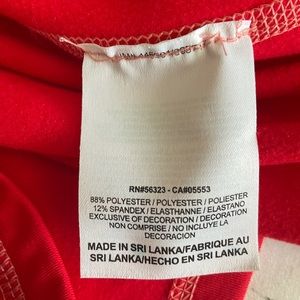 RN#56323 - CA#05553
88% POLYESTER / POLYESTER / POLIESTER
12% SPANDEX / ELASTHANNE / ELASTANO
EXCLUSIVE OF DECORATION / DECORATION
NON COMPRISE / NO INCLUYE LA
DECORACION
MADE IN SRI LANKA/FABRIQUE AU
SRI LANKA/HECHO EN SRI LANKA